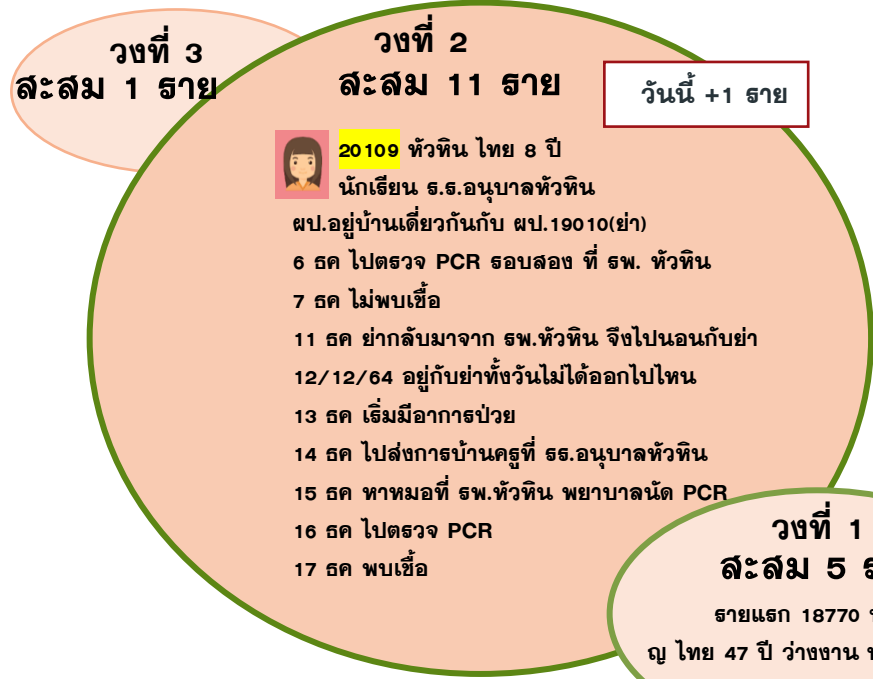 วงที่ 3
สะสม 1 ราย
วงที่ 2
สะสม 11 ราย
วันนี้ +1 ราย
20109 หัวหิน ไทย 8 ปี
นักเรียน ร.ร.อนุบาลหัวหิน
ผป.อยู่บ้านเดี่ยวกันกับ ผป.19010(ย่า)
6 ธค ไปตรวจ PCR รอบสอง ที่ รพ. หัวหิน
7 ธค ไม่พบเชื้อ
11 ธค ย่ากลับมาจาก รพ.หัวหิน จึงไปนอนกับย่า
12/12/64 อยู่กับย่าทั้งวันไม่ได้ออกไปไหน
13 ธค เริ่มมีอาการป่วย
14 ธค ไปส่งการบ้านครูที่ รร.อนุบาลหัวหิน
15 ธค หาหมอที่ รพ.หัวหิน พยาบาลนัด PCR
16 ธค ไปตรวจ PCR
17 ธค พบเชื้อ
วงที่ 1
สะสม 5
รายแรก 18770
ญ ไทย 47 ปี ว่างงาน